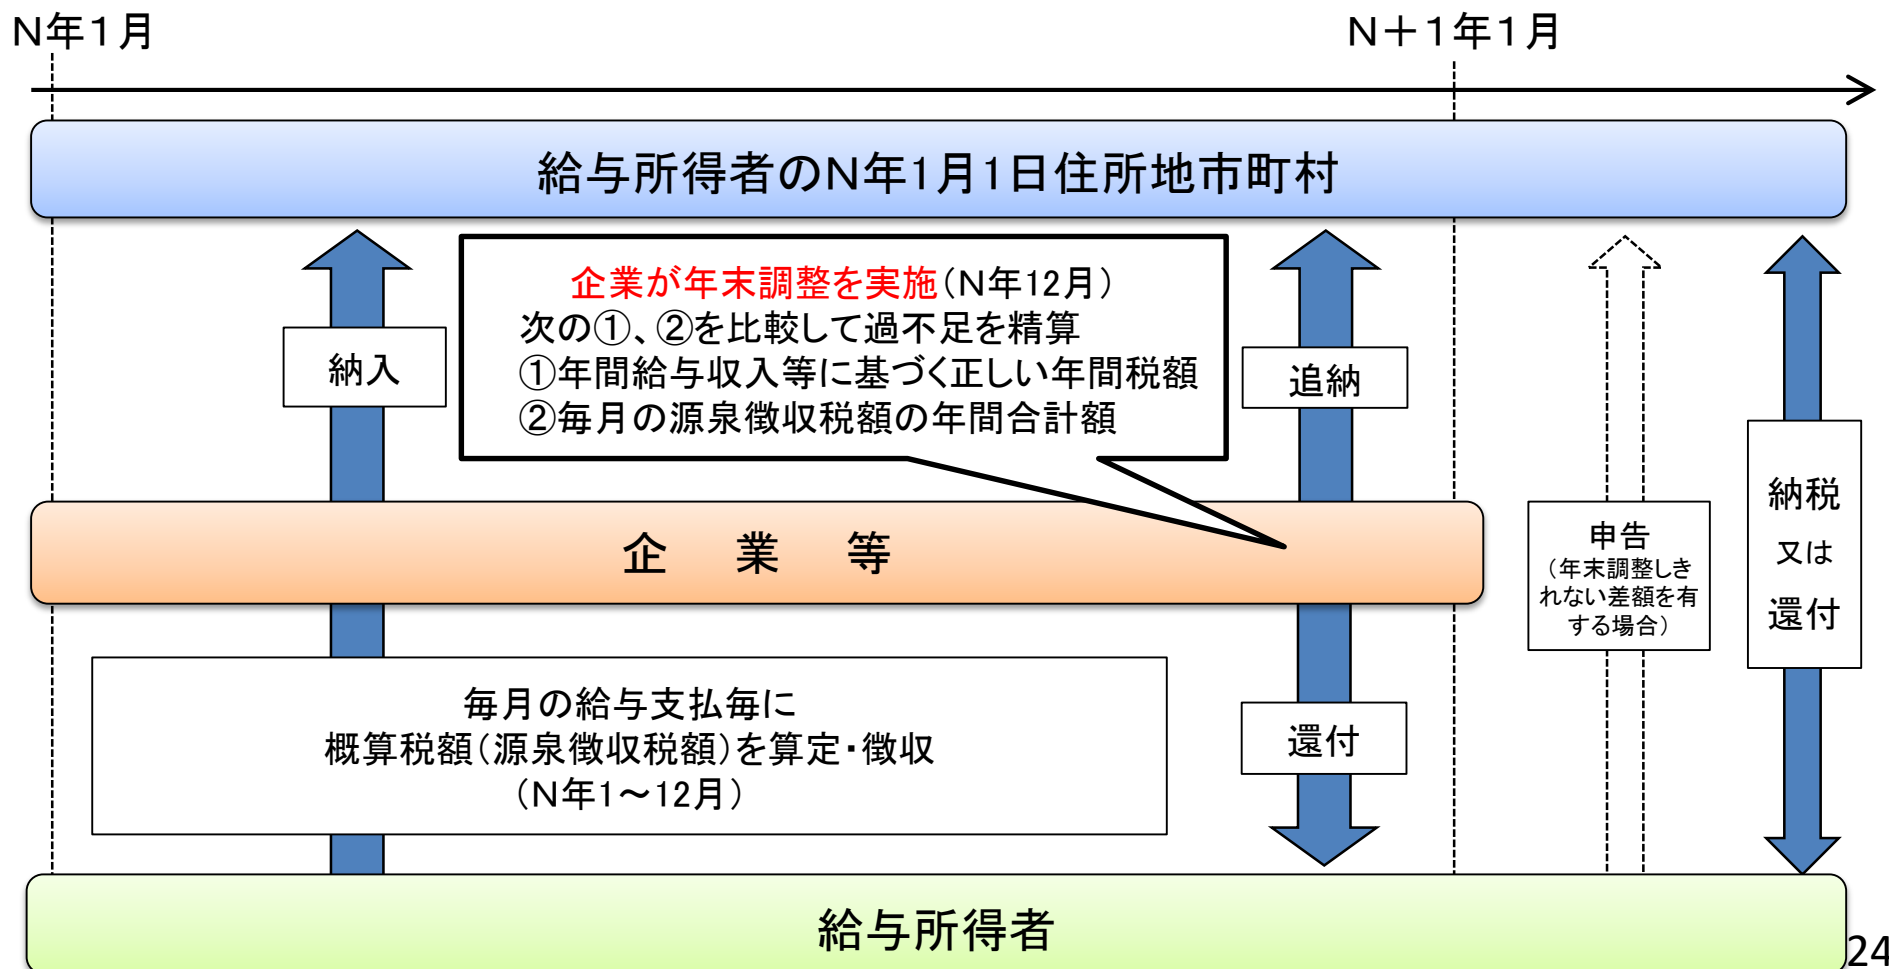 N年1月
N＋1年1月
給与所得者のN年1月1日住所地市町村
企業が年末調整を実施（N年12月）
次の①、②を比較して過不足を精算
①年間給与収入等に基づく正しい年間税額
②毎月の源泉徴収税額の年間合計額
納入
追納
企　業　等
申告
（年末調整しき
れない差額を有
する場合）
納税
又は
還付
毎月の給与支払毎に
概算税額（源泉徴収税額）を算定・徴収
（N年1～12月）
還付
給与所得者
24